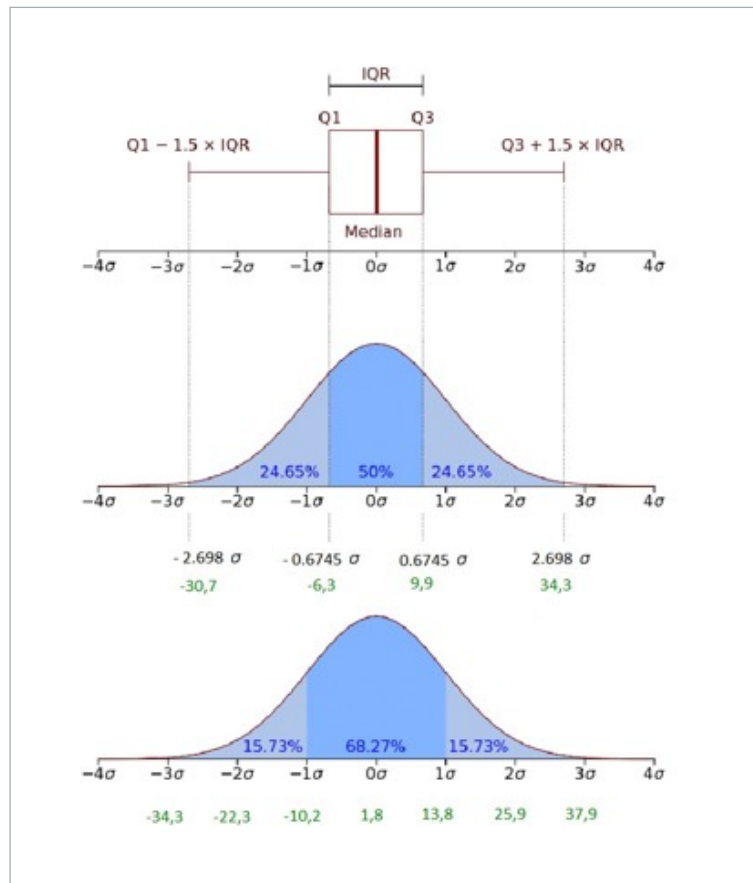 IQR
Q1 Q3
Q1 − 1.5 × IQR Q3 + 1.5 × IQR
Median
−4σ −3σ −2σ −1σ 0σ 1σ 2σ 3σ 4σ
24.65% 50% 24.65%
−4σ −3σ −2σ −1σ 0σ 1σ 2σ 3σ 4σ
- 2.698 σ - 0.6745 σ 0.6745 σ 2.698 σ
-30,7 -6,3 9,9 34,3
15.73% 68.27% 15.73%
−4σ −3σ −2σ −1σ 0σ 1σ 2σ 3σ 4σ
-34,3 -22,3 -10,2 1,8 13,8 25,9 37,9